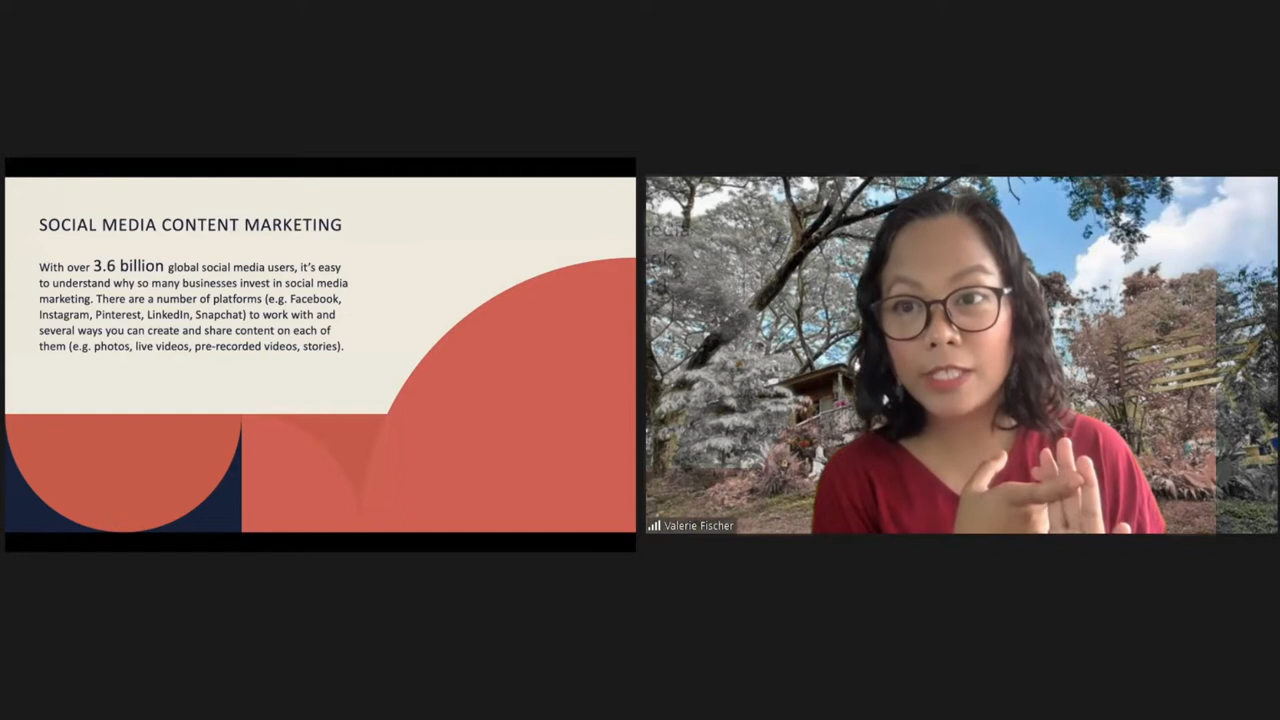 SOCIAL MEDIA CONTENT MARKETING
With over 3.6 billion global social media users, it’s easy
to understand why so many businesses invest in social media
marketing. There are a number of platforms (e.g. Facebook,
Instagram, Pinterest, LinkedIn, Snapchat) to work with and
several ways you can create and share content on each of
them (e.g. photos, live videos, pre-recorded videos, stories).
Valerie Fischer